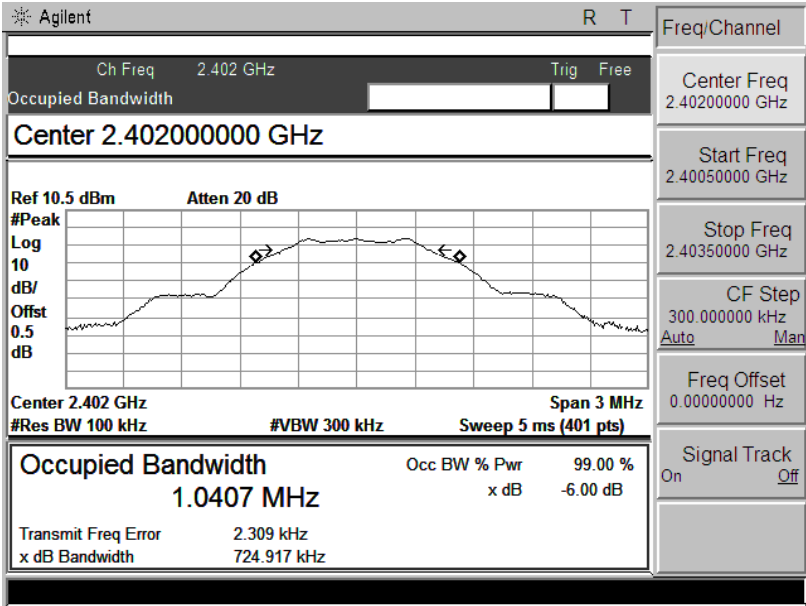 Agilent R T
Ch Freq 2.402 GHz Trig Free
Occupied Bandwidth
Center 2.402000000 GHz
Ref 10.5 dBm Atten 20 dB
#Peak
Log
10
dB/
Offst
0.5
dB
Center 2.402 GHz Span 3 MHz
#Res BW 100 kHz #VBW 300 kHz Sweep 5 ms (401 pts)
Occupied Bandwidth
1.0407 MHz
Occ BW % Pwr 99.00 %
x dB -6.00 dB
Transmit Freq Error 2.309 kHz
x dB Bandwidth 724.917 kHz
Freq/Channel
Center Freq
2.40200000 GHz
Start Freq
2.40050000 GHz
Stop Freq
2.40350000 GHz
CF Step
300.000000 kHz
Auto Man
Freq Offset
0.00000000 Hz
Signal Track
On Off